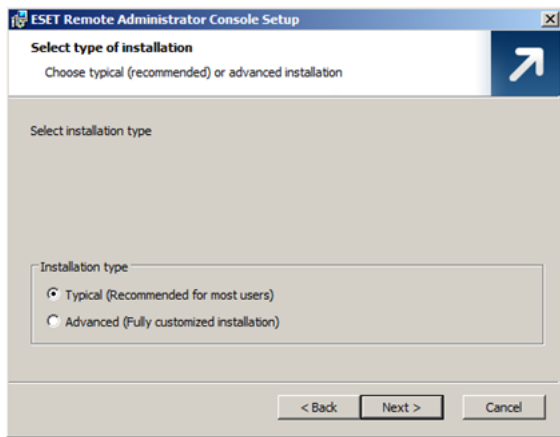 ESET Remote Administrator Console Setup
Select type of installation
Choose typical (recommended) or advanced installation
Select installation type
Installation type
Typical (Recommended for most users)
Advanced (Fully customized installation)
< Back Next > Cancel